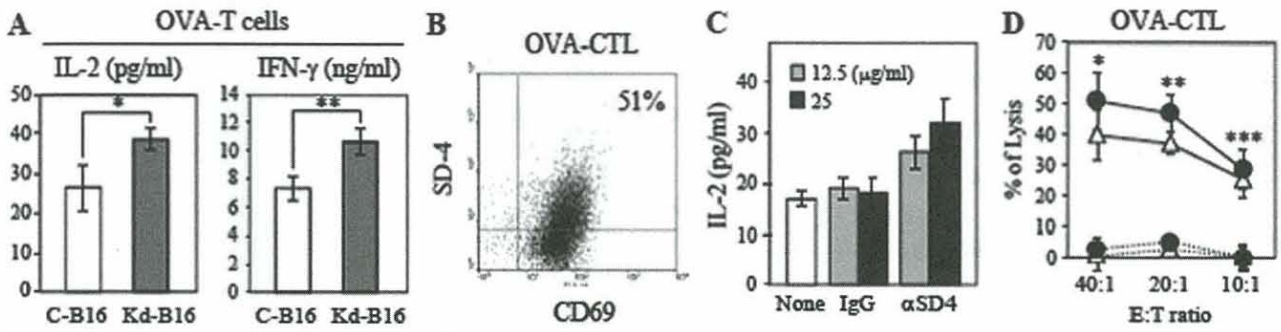 A
OVA-T cells
IL-2 (pg/ml)
IFN-γ (ng/ml)
50
40
30
20
10
0
*
C-B16 Kd-B16
14
12
10
8
6
4
2
0
**
C-B16 Kd-B16
B
OVA-CTL
51%
SD-4
CD69
C
12.5 (μg/ml)
25
IL-2 (pg/ml)
40
30
20
10
0
None IgG αSD4
D
OVA-CTL
% of Lysis
70
60
50
40
30
20
10
0
*
**
***
40:1 20:1 10:1
E:T ratio